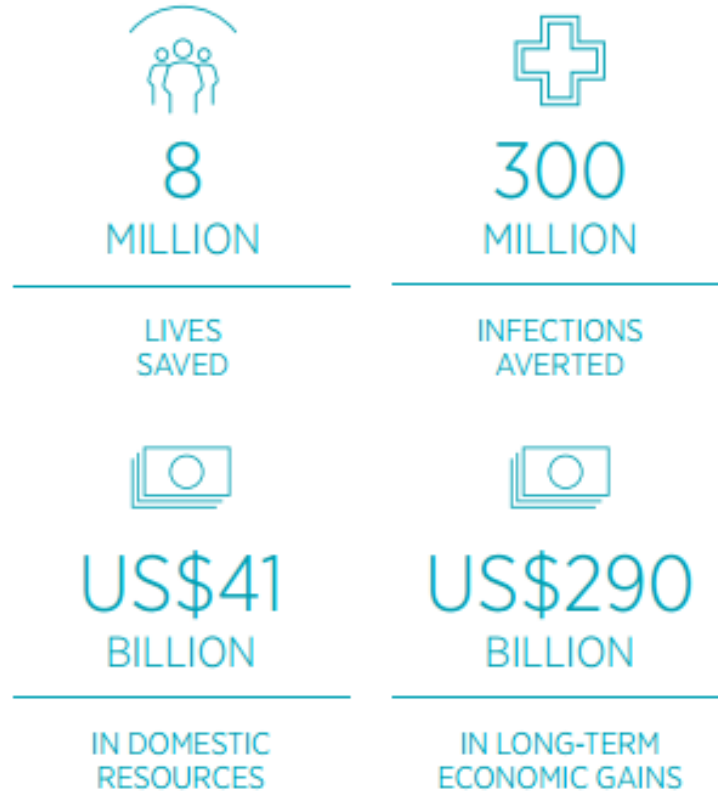 8
MILLION
LIVES
SAVED
300
MILLION
INFECTIONS
AVERTED
US$41
BILLION
IN DOMESTIC
RESOURCES
US$290
BILLION
IN LONG-TERM
ECONOMIC GAINS